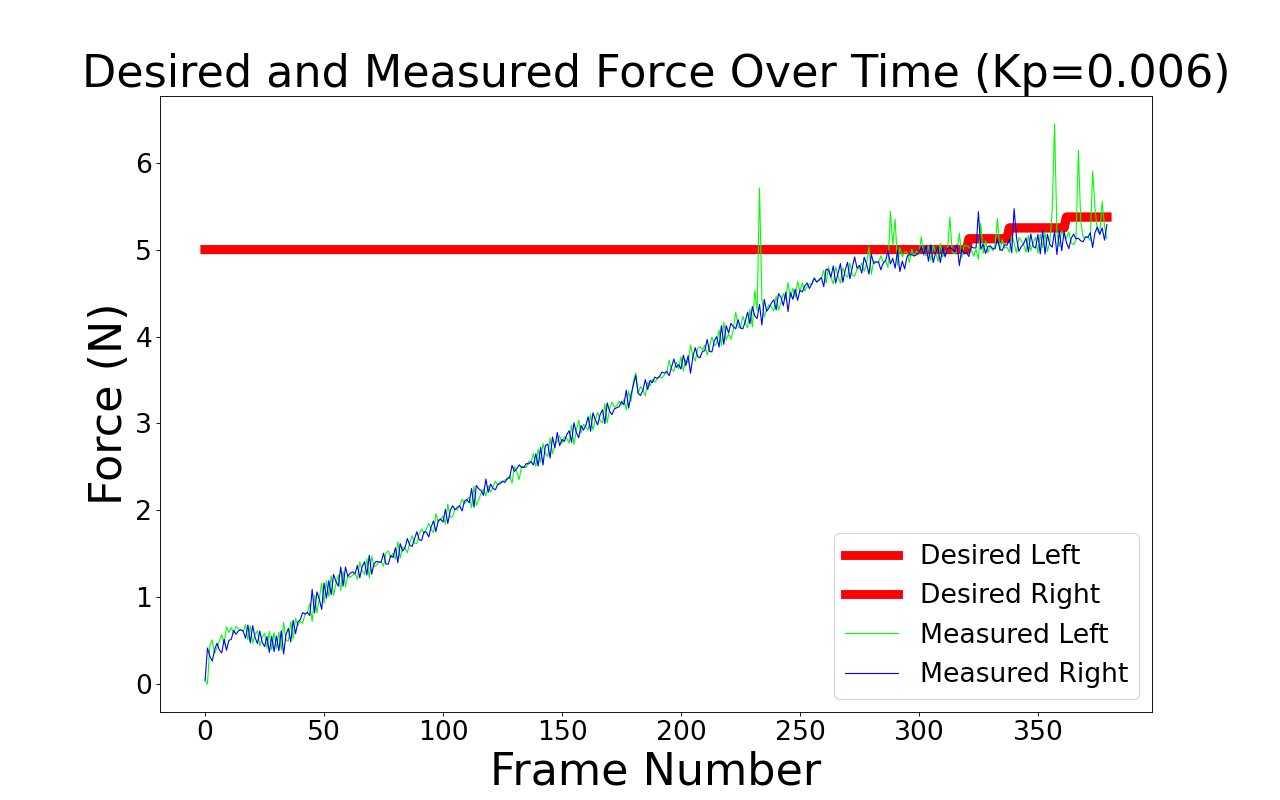 Desired and Measured Force Over Time (Kp=0.006)
6
5
4
3
2
1
0
Force (N)
Desired Left
Desired Right
Measured Left
Measured Right
0 50 100 150 200 250 300 350
Frame Number